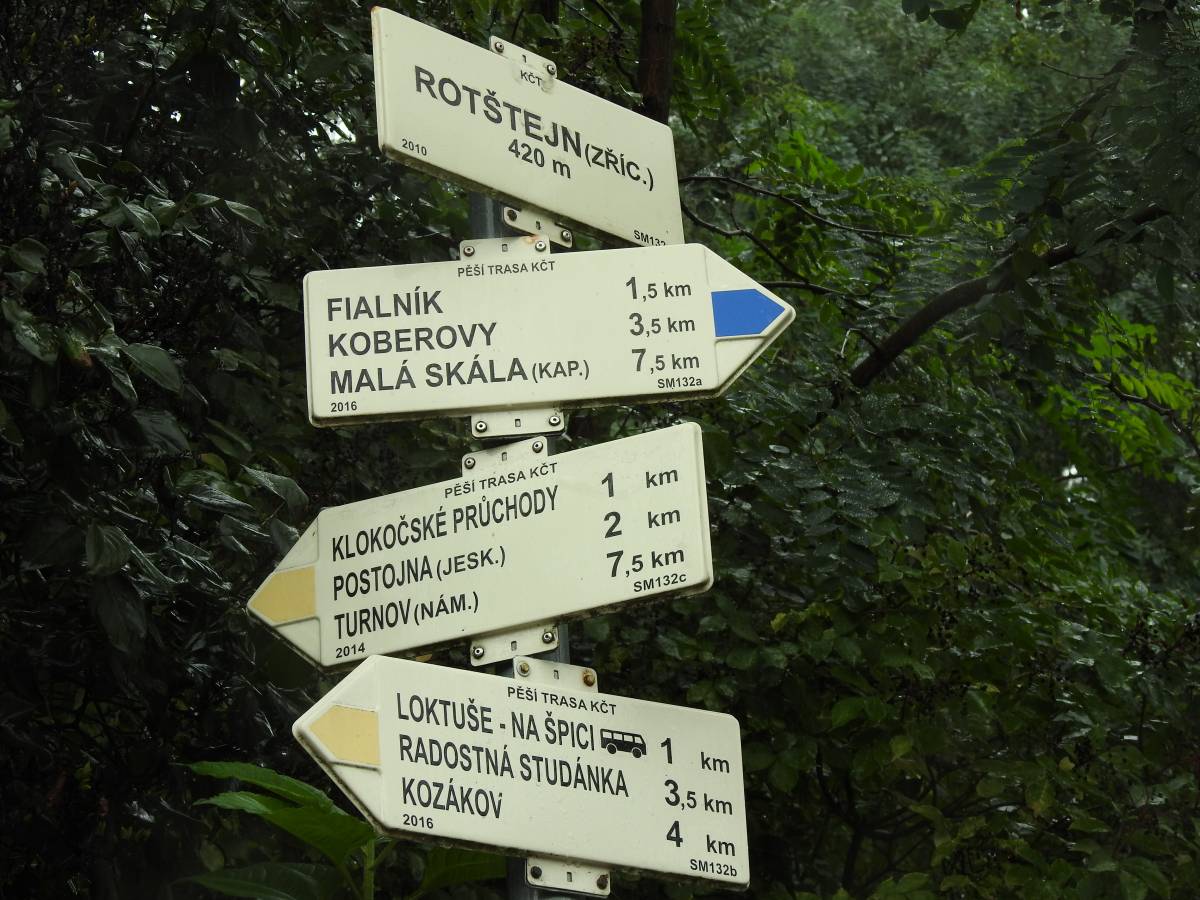 KČT
ROTŠTEJN (ZŘÍC.)
420 m
2010
SM132
PĚŠÍ TRASA KČT
FIALNÍK 1,5 km
KOBEROVY 3,5 km
MALÁ SKÁLA (KAP.) 7,5 km
2016 SM132a
PĚŠÍ TRASA KČT
KLOKOČSKÉ PRŮCHODY 1 km
POSTOJNA (JESK.) 2 km
TURNOV (NÁM.) 7,5 km
2014 SM132c
PĚŠÍ TRASA KČT
LOKTUŠE - NA ŠPICI 1 km
RADOSTNÁ STUDÁNKA 3,5 km
KOZÁKOV 4 km
2016 SM132b